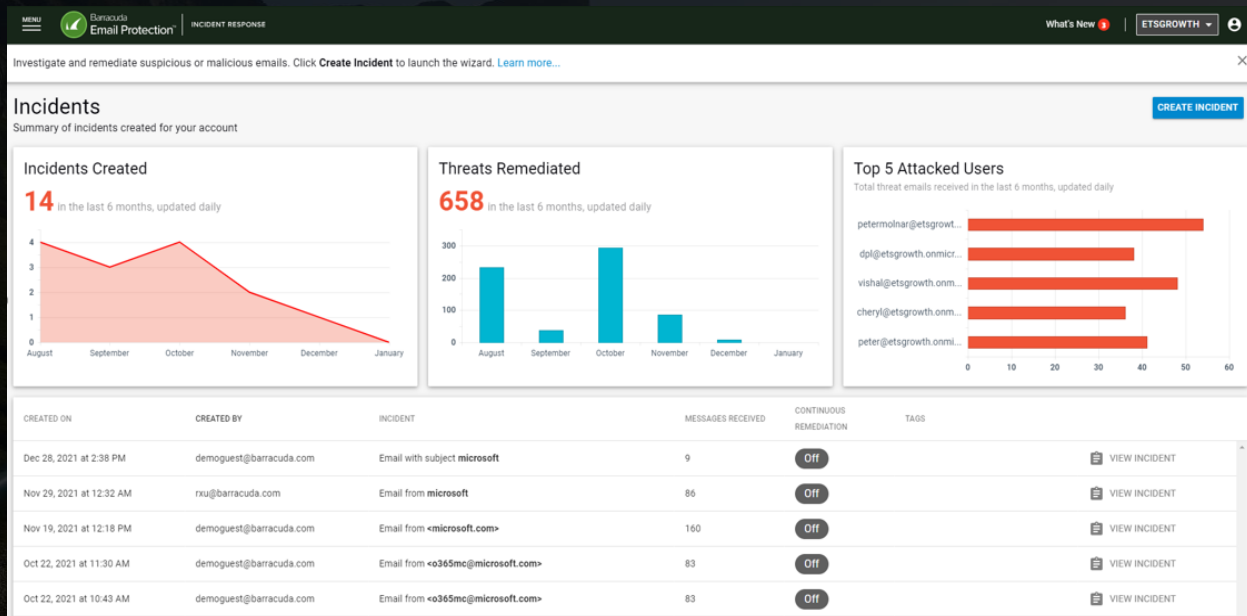 MENU
Barracuda
Email Protection™
INCIDENT RESPONSE
What's New 3
ETSGROWTH
Investigate and remediate suspicious or malicious emails. Click Create Incident to launch the wizard. Learn more...
Incidents
Summary of incidents created for your account
CREATE INCIDENT
Incidents Created
14 in the last 6 months, updated daily
4
3
2
1
0
August September October November December January
Threats Remediated
658 in the last 6 months, updated daily
300
200
100
0
August September October November December January
Top 5 Attacked Users
Total threat emails received in the last 6 months, updated daily
petermolnar@etsgrowt...
dpl@etsgrowth.onmicr...
vishal@etsgrowth.onm...
cheryl@etsgrowth.onm...
peter@etsgrowth.onmi...
0 10 20 30 40 50 60
CREATED ON CREATED BY INCIDENT MESSAGES RECEIVED CONTINUOUS REMEDIATION TAGS
Dec 28, 2021 at 2:38 PM demoguest@barracuda.com Email with subject microsoft 9 Off VIEW INCIDENT
Nov 29, 2021 at 12:32 AM rxu@barracuda.com Email from microsoft 86 Off VIEW INCIDENT
Nov 19, 2021 at 12:18 PM demoguest@barracuda.com Email from <microsoft.com> 160 Off VIEW INCIDENT
Oct 22, 2021 at 11:30 AM demoguest@barracuda.com Email from <o365mc@microsoft.com> 83 Off VIEW INCIDENT
Oct 22, 2021 at 10:43 AM demoguest@barracuda.com Email from <o365mc@microsoft.com> 83 Off VIEW INCIDENT